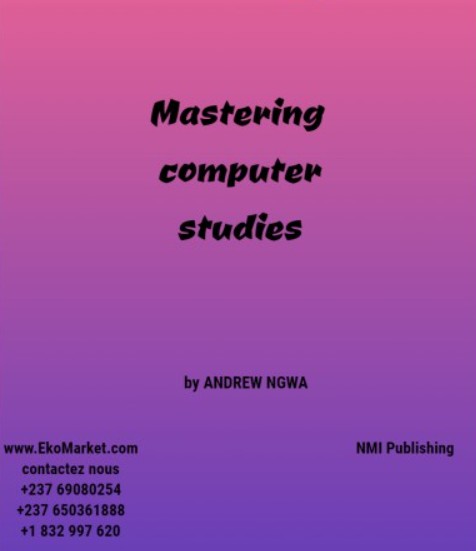 Mastering
computer
studies
by ANDREW NGWA
www.EkoMarket.com
NMI Publishing
contactez nous
+237 69080254
+237 650361888
+1 832 997 620